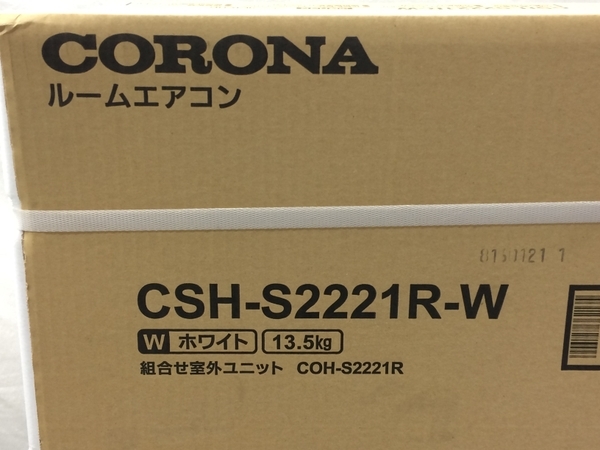 CORONA
ルームエアコン
CSH-S2221R-W
W ホワイト 13.5kg
組合せ室外ユニット COH-S2221R